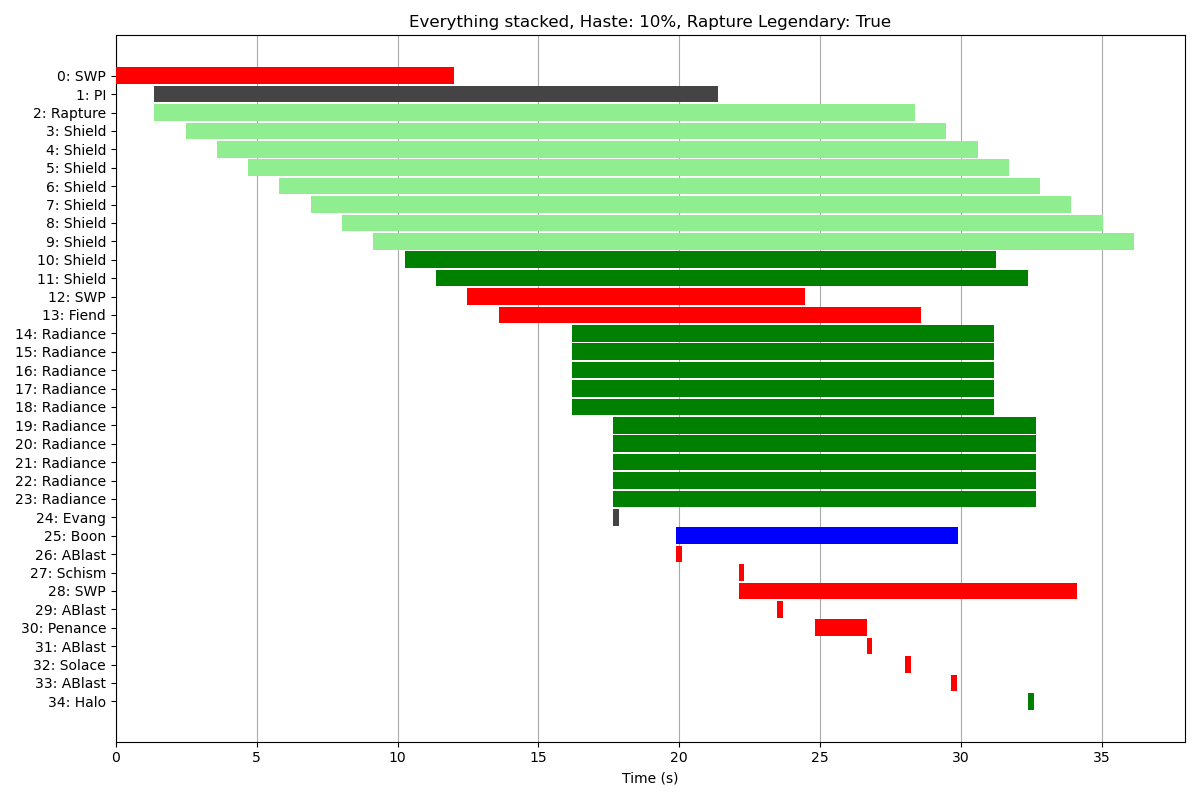 Everything stacked, Haste: 10%, Rapture Legendary: True
0: SWP
1: PI
2: Rapture
3: Shield
4: Shield
5: Shield
6: Shield
7: Shield
8: Shield
9: Shield
10: Shield
11: Shield
12: SWP
13: Fiend
14: Radiance
15: Radiance
16: Radiance
17: Radiance
18: Radiance
19: Radiance
20: Radiance
21: Radiance
22: Radiance
23: Radiance
24: Evang
25: Boon
26: ABlast
27: Schism
28: SWP
29: ABlast
30: Penance
31: ABlast
32: Solace
33: ABlast
34: Halo
0 5 10 15 20 25 30 35
Time (s)